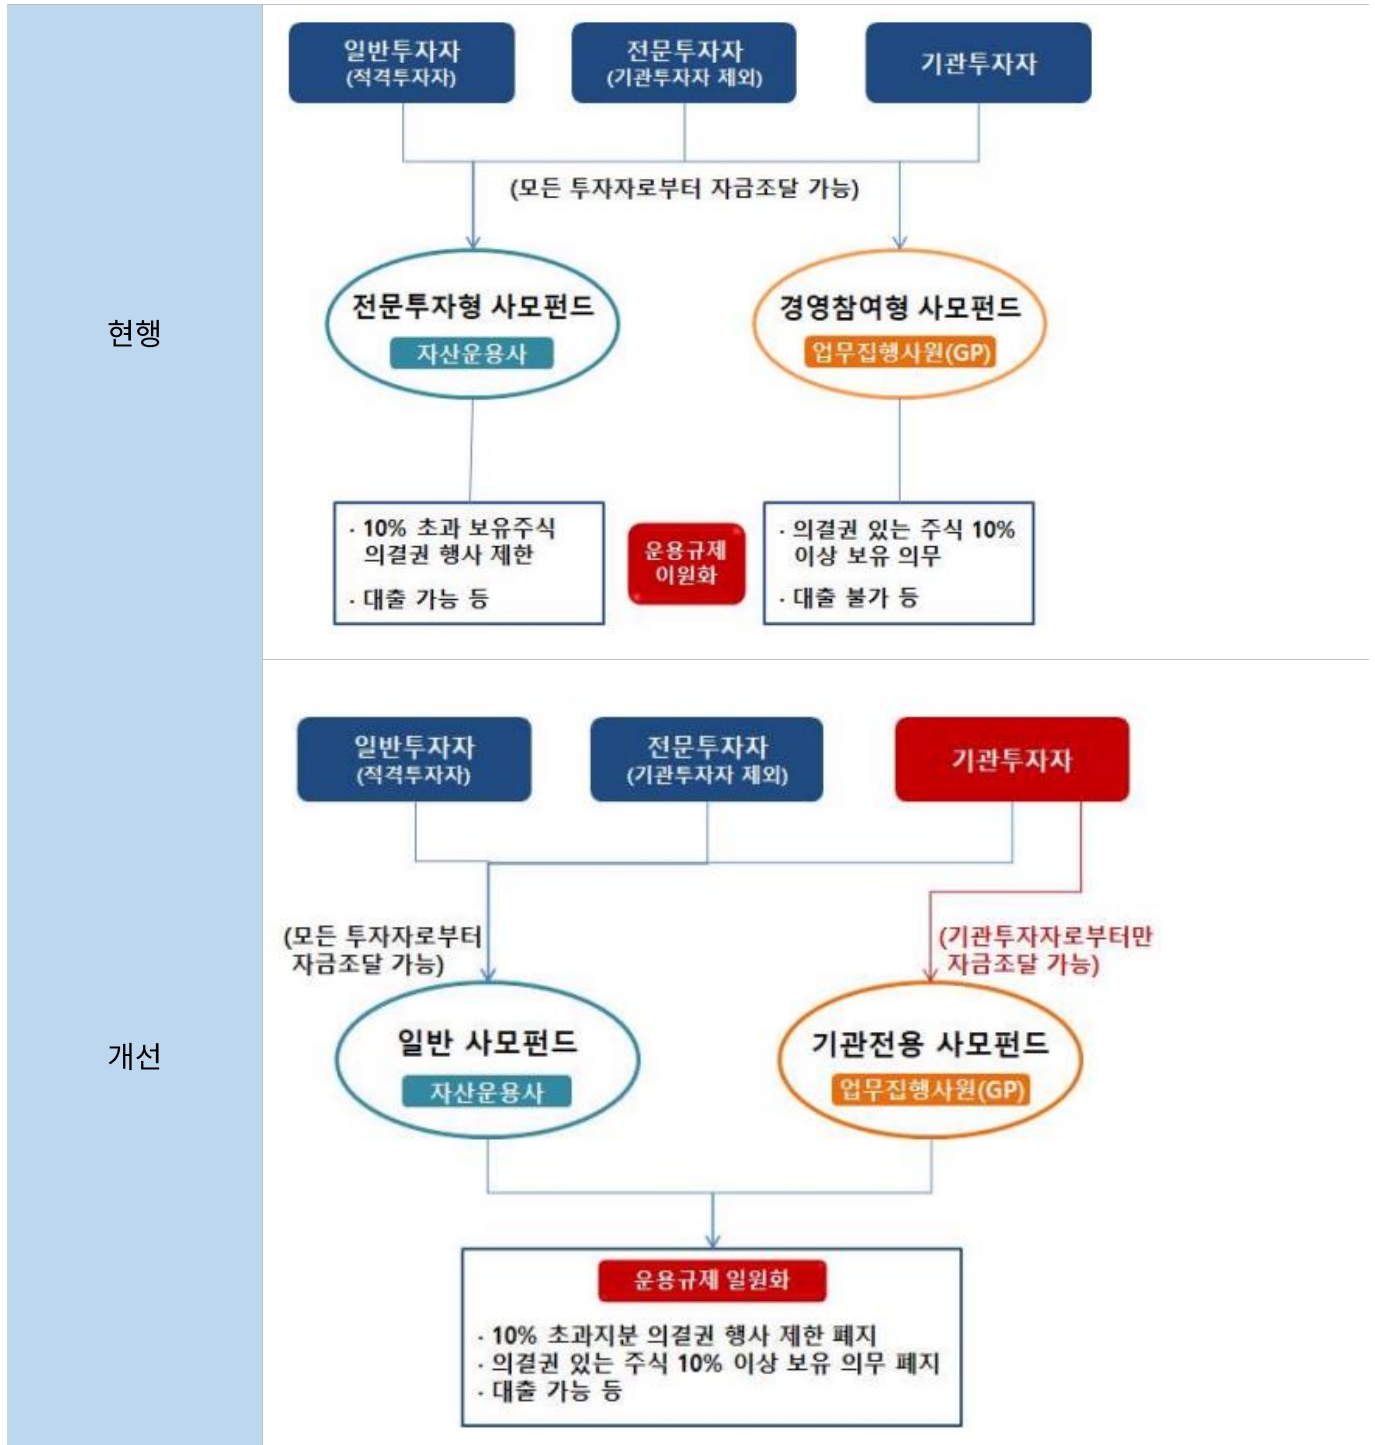 현행
일반투자자
(적격투자자)
전문투자자
(기관투자자 제외)
기관투자자
(모든 투자자로부터 자금조달 가능)
전문투자형 사모펀드
자산운용사
경영참여형 사모펀드
업무집행사원(GP)
· 10% 초과 보유주식
의결권 행사 제한
· 대출 가능 등
운용규제
이원화
· 의결권 있는 주식 10%
이상 보유 의무
· 대출 불가 등
개선
일반투자자
(적격투자자)
전문투자자
(기관투자자 제외)
기관투자자
(모든 투자자로부터
자금조달 가능)
(기관투자자로부터만
자금조달 가능)
일반 사모펀드
자산운용사
기관전용 사모펀드
업무집행사원(GP)
운용규제 일원화
· 10% 초과지분 의결권 행사 제한 폐지
· 의결권 있는 주식 10% 이상 보유 의무 폐지
· 대출 가능 등